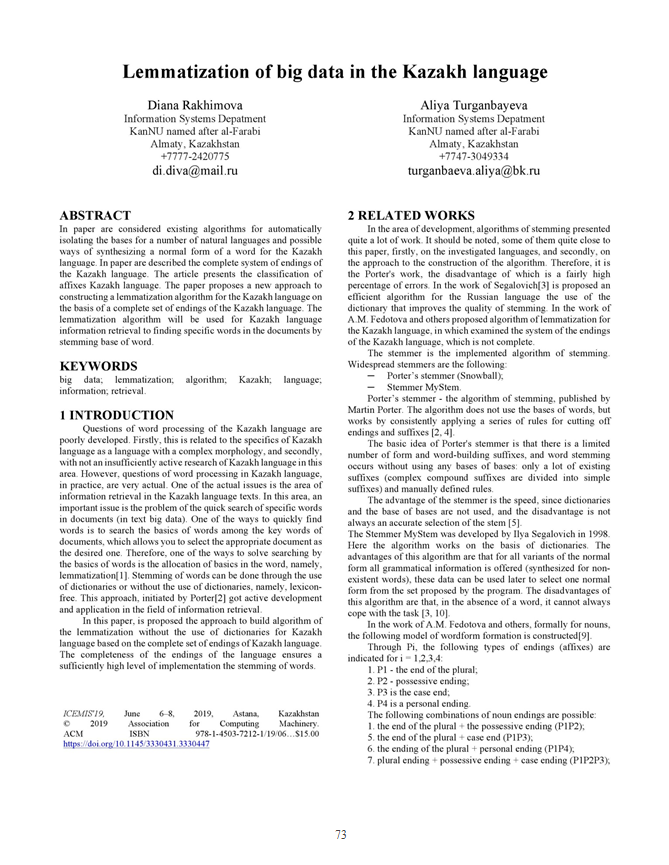 Lemmatization of big data in the Kazakh language
Diana Rakhimova
Information Systems Depatment
KanNU named after al-Farabi
Almaty, Kazakhstan
+7777-2420775
di.diva@mail.ru
Aliya Turganbayeva
Information Systems Depatment
KanNU named after al-Farabi
Almaty, Kazakhstan
+7747-3049334
turganbaeva.aliya@bk.ru
ABSTRACT
In paper are considered existing algorithms for automatically
isolating the bases for a number of natural languages and possible
ways of synthesizing a normal form of a word for the Kazakh
language. In paper are described the complete system of endings of
the Kazakh language. The article presents the classification of
affixes Kazakh language. The paper proposes a new approach to
constructing a lemmatization algorithm for the Kazakh language on
the basis of a complete set of endings of the Kazakh language. The
lemmatization algorithm will be used for Kazakh language
information retrieval to finding specific words in the documents by
stemming base of word.
KEYWORDS
big data; lemmatization; algorithm; Kazakh; language;
information; retrieval.
1 INTRODUCTION
Questions of word processing of the Kazakh language are
poorly developed. Firstly, this is related to the specifics of Kazakh
language as a language with a complex morphology, and secondly,
with not an insufficiently active research of Kazakh language in this
area. However, questions of word processing in Kazakh language,
in practice, are very actual. One of the actual issues is the area of
information retrieval in the Kazakh language texts. In this area, an
important issue is the problem of the quick search of specific words
in documents (in text big data). One of the ways to quickly find
words is to search the basics of words among the key words of
documents, which allows you to select the appropriate document as
the desired one. Therefore, one of the ways to solve searching by
the basics of words is the allocation of basics in the word, namely,
lemmatization[1]. Stemming of words can be done through the use
of dictionaries or without the use of dictionaries, namely, lexicon-
free. This approach, initiated by Porter[2] got active development
and application in the field of information retrieval.
In this paper, is proposed the approach to build algorithm of
the lemmatization without the use of dictionaries for Kazakh
language based on the complete set of endings of Kazakh language.
The completeness of the endings of the language ensures a
sufficiently high level of implementation the stemming of words.
ICEMIS'19, June 6–8, 2019, Astana, Kazakhstan
© 2019 Association for Computing Machinery.
ACM ISBN 978-1-4503-7212-1/19/06…$15.00
https://doi.org/10.1145/3330431.3330447
2 RELATED WORKS
In the area of development, algorithms of stemming presented
quite a lot of work. It should be noted, some of them quite close to
this paper, firstly, on the investigated languages, and secondly, on
the approach to the construction of the algorithm. Therefore, it is
the Porter's work, the disadvantage of which is a fairly high
percentage of errors. In the work of Segalovich[3] is proposed an
efficient algorithm for the Russian language the use of the
dictionary that improves the quality of stemming. In the work of
A.M. Fedotova and others proposed algorithm of lemmatization for
the Kazakh language, in which examined the system of the endings
of the Kazakh language, which is not complete.
The stemmer is the implemented algorithm of stemming.
Widespread stemmers are the following:
─ Porter's stemmer (Snowball);
─ Stemmer MyStem.
Porter's stemmer - the algorithm of stemming, published by
Martin Porter. The algorithm does not use the bases of words, but
works by consistently applying a series of rules for cutting off
endings and suffixes [2, 4].
The basic idea of Porter's stemmer is that there is a limited
number of form and word-building suffixes, and word stemming
occurs without using any bases of bases: only a lot of existing
suffixes (complex compound suffixes are divided into simple
suffixes) and manually defined rules.
The advantage of the stemmer is the speed, since dictionaries
and the base of bases are not used, and the disadvantage is not
always an accurate selection of the stem [5].
The Stemmer MyStem was developed by Ilya Segalovich in 1998.
Here the algorithm works on the basis of dictionaries. The
advantages of this algorithm are that for all variants of the normal
form all grammatical information is offered (synthesized for non-
existent words), these data can be used later to select one normal
form from the set proposed by the program. The disadvantages of
this algorithm are that, in the absence of a word, it cannot always
cope with the task [3, 10].
In the work of A.M. Fedotova and others, formally for nouns,
the following model of wordform formation is constructed[9].
Through Pi, the following types of endings (affixes) are
indicated for i = 1,2,3,4:
1. P1 - the end of the plural;
2. P2 - possessive ending;
3. P3 is the case end;
4. P4 is a personal ending.
The following combinations of noun endings are possible:
1. the end of the plural + the possessive ending (P1P2);
5. the end of the plural + case end (P1P3);
6. the ending of the plural + personal ending (P1P4);
7. plural ending + possessive ending + case ending (P1P2P3);
73